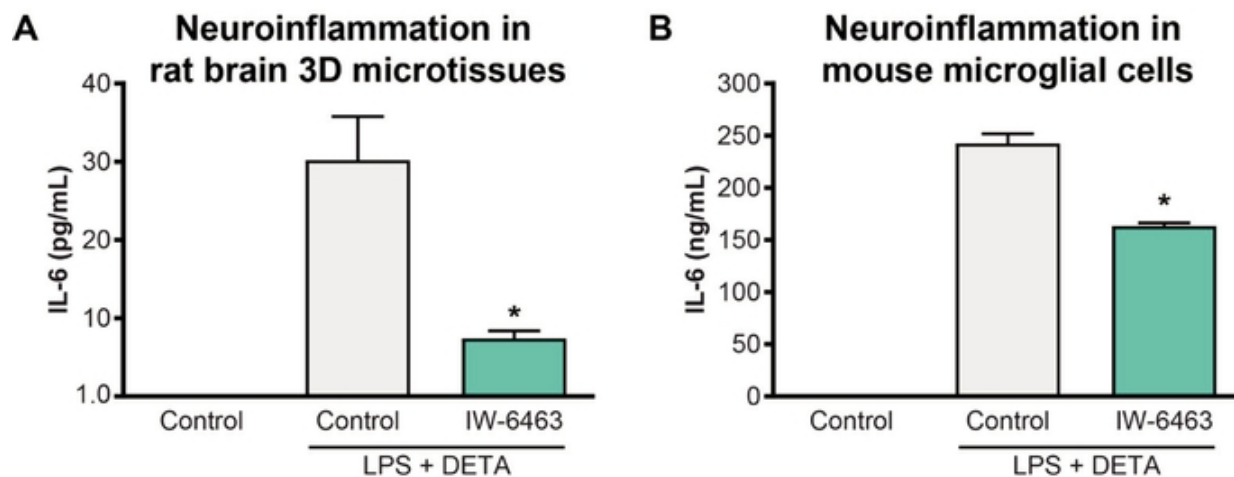 A
Neuroinflammation in
rat brain 3D microtissues
IL-6 (pg/mL)
40
30
20
10
1.0
*
Control
Control
IW-6463
LPS + DETA
B
Neuroinflammation in
mouse microglial cells
IL-6 (ng/mL)
300
250
200
150
100
50
0
*
Control
Control
IW-6463
LPS + DETA